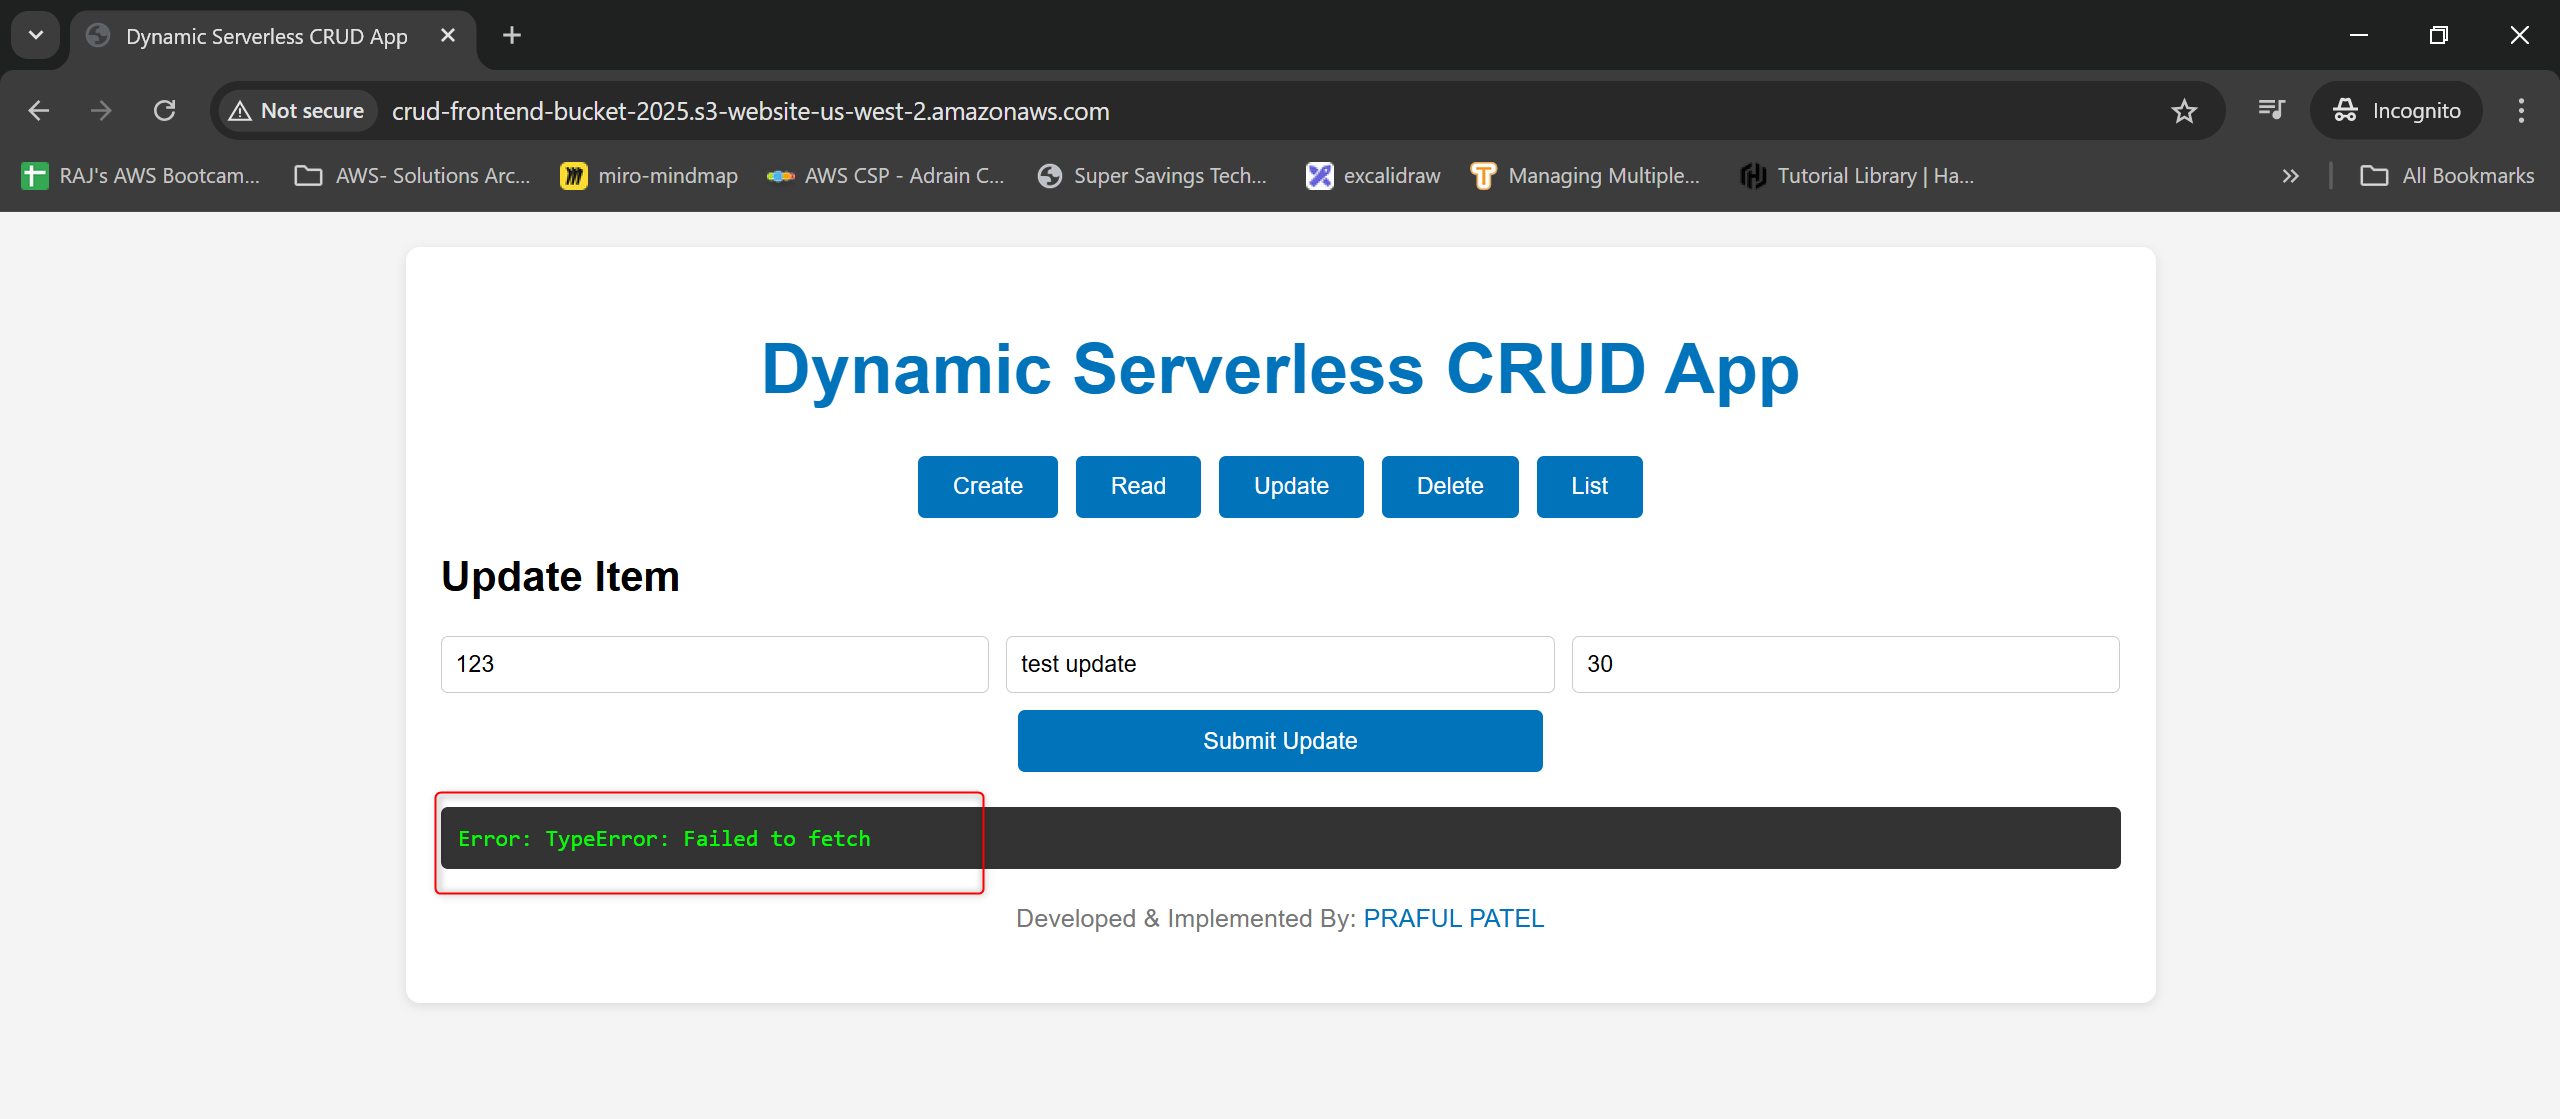 Dynamic Serverless CRUD App
Not secure
crud-frontend-bucket-2025.s3-website-us-west-2.amazonaws.com
Incognito
RAJ's AWS Bootcam...
AWS- Solutions Arc...
miro-mindmap
AWS CSP - Adrain C...
Super Savings Tech...
excalidraw
Managing Multiple...
Tutorial Library | Ha...
All Bookmarks
Dynamic Serverless CRUD App
Create
Read
Update
Delete
List
Update Item
123
test update
30
Submit Update
Error: TypeError: Failed to fetch
Developed & Implemented By: PRAFUL PATEL